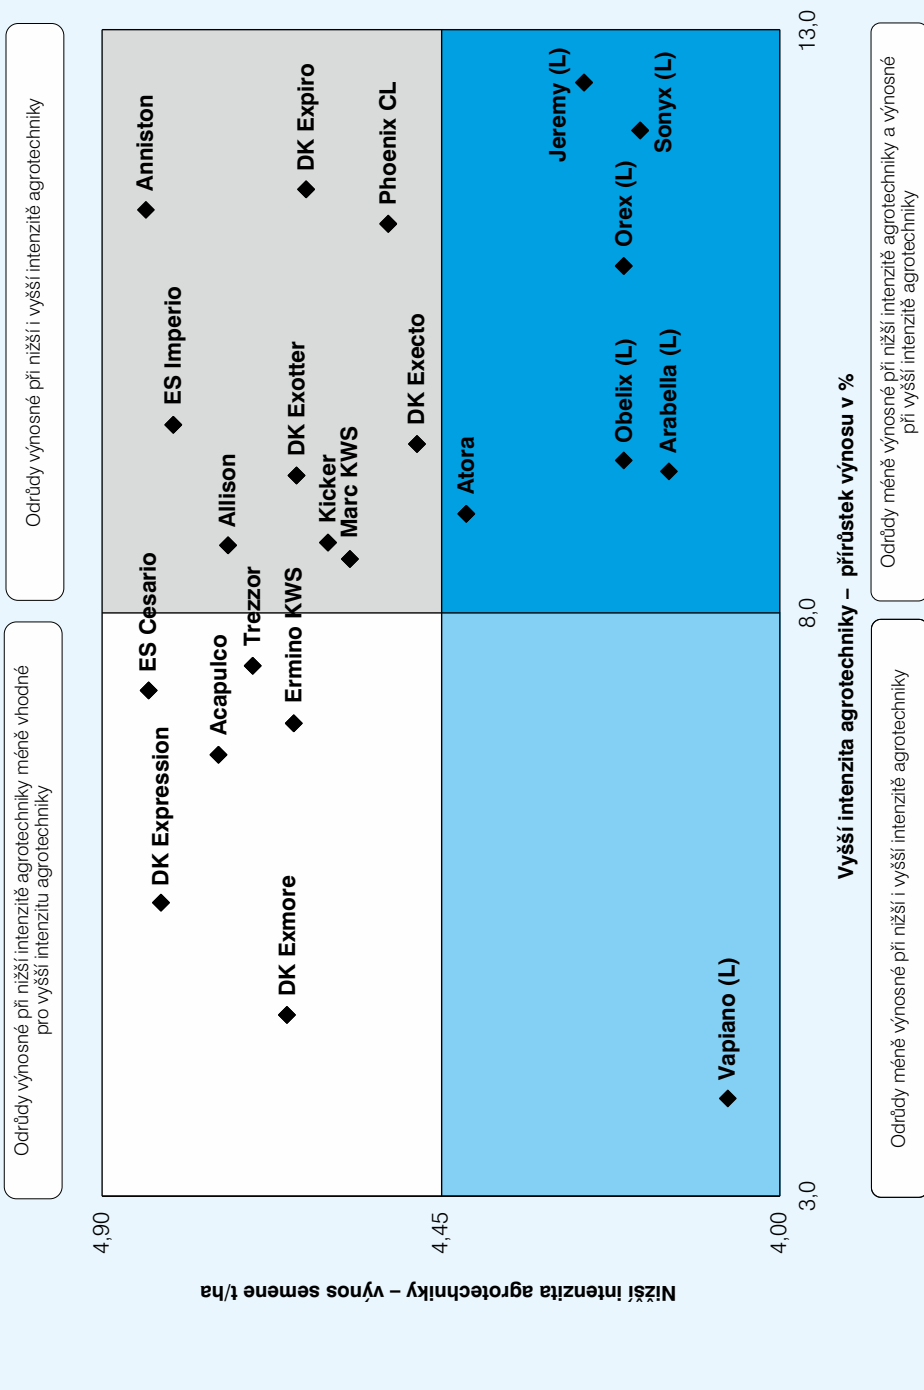 Odrůdy výnosné při nižší intenzitě agrotechniky méně vhodné
pro vyšší intenzitu agrotechniky
Odrůdy výnosné při nižší i vyšší intenzitě agrotechniky
4,90
4,45
4,00
Nižší intenzita agrotechniky – výnos semene t/ha
DK Expression
ES Cesario
Acapulco
Trezzor
Ermino KWS
DK Exmore
Anniston
ES Imperio
Allison
DK Expiro
DK Exotter
Kicker
Marc KWS
Phoenix CL
DK Execto
Atora
Jeremy (L)
Sonyx (L)
Orex (L)
Obelix (L)
Arabella (L)
Vapiano (L)
3,0
8,0
13,0
Vyšší intenzita agrotechniky – přírůstek výnosu v %
Odrůdy méně výnosné při nižší i vyšší intenzitě agrotechniky
Odrůdy méně výnosné při nižší intenzitě agrotechniky a výnosné
při vyšší intenzitě agrotechniky